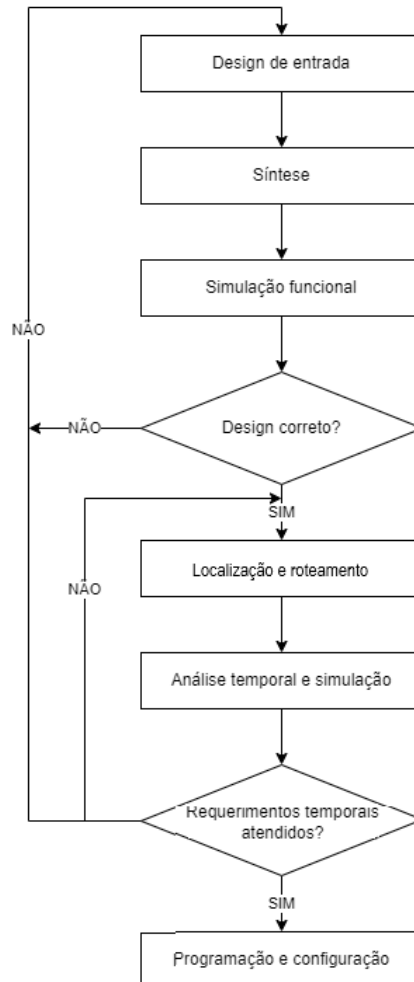 Design de entrada
Síntese
Simulação funcional
NÃO
Design correto?
NÃO
SIM
Localização e roteamento
NÃO
Análise temporal e simulação
Requerimentos temporais
atendidos?
SIM
Programação e configuração